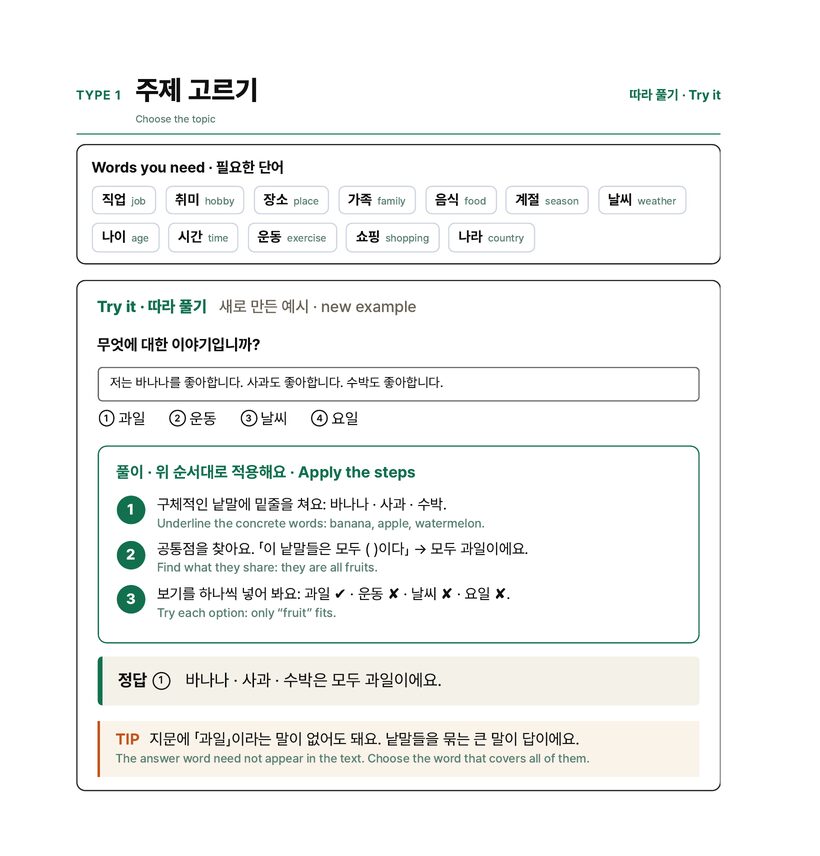 TYPE 1 주제 고르기 따라 풀기 · Try it
Choose the topic
Words you need · 필요한 단어
직업 job 취미 hobby 장소 place 가족 family 음식 food 계절 season 날씨 weather
나이 age 시간 time 운동 exercise 쇼핑 shopping 나라 country
Try it · 따라 풀기 새로 만든 예시 · new example
무엇에 대한 이야기입니까?
저는 바나나를 좋아합니다. 사과도 좋아합니다. 수박도 좋아합니다.
① 과일 ② 운동 ③ 날씨 ④ 요일
풀이 · 위 순서대로 적용해요 · Apply the steps
1 구체적인 낱말에 밑줄을 쳐요: 바나나 · 사과 · 수박.
Underline the concrete words: banana, apple, watermelon.
2 공통점을 찾아요. 「이 낱말들은 모두 ( )이다」 → 모두 과일이에요.
Find what they share: they are all fruits.
3 보기를 하나씩 넣어 봐요: 과일 ✔ · 운동 ✘ · 날씨 ✘ · 요일 ✘.
Try each option: only “fruit” fits.
정답 ① 바나나 · 사과 · 수박은 모두 과일이에요.
TIP 지문에 「과일」이라는 말이 없어도 돼요. 낱말들을 묶는 큰 말이 답이에요.
The answer word need not appear in the text. Choose the word that covers all of them.